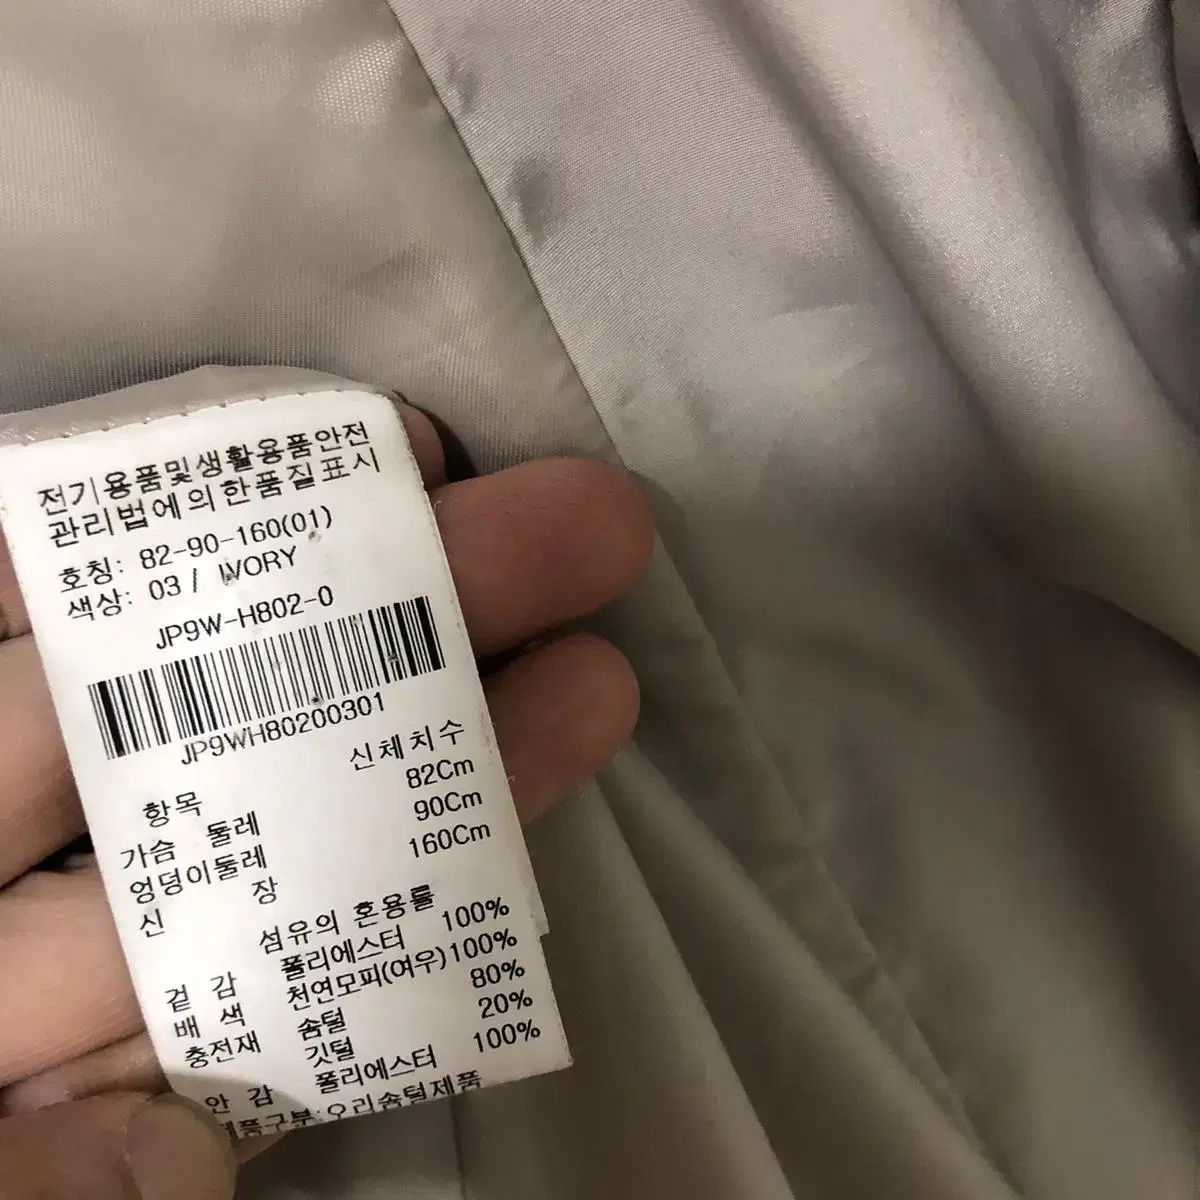 전기용품및생활용품안전
관리법에의한품질표시
호칭: 82-90-160(01)
색상: 03 / IVORY
JP9W-H802-0
JP9WH80200301
항목 신체치수
가슴 둘레 82Cm
엉덩이둘레 90Cm
신 장 160Cm
섬유의 혼용률
겉 감 폴리에스터 100%
배 색 천연모피(여우)100%
충전재 솜털 80%
깃털 20%
안 감 폴리에스터 100%
제품구분:오리솜털제품